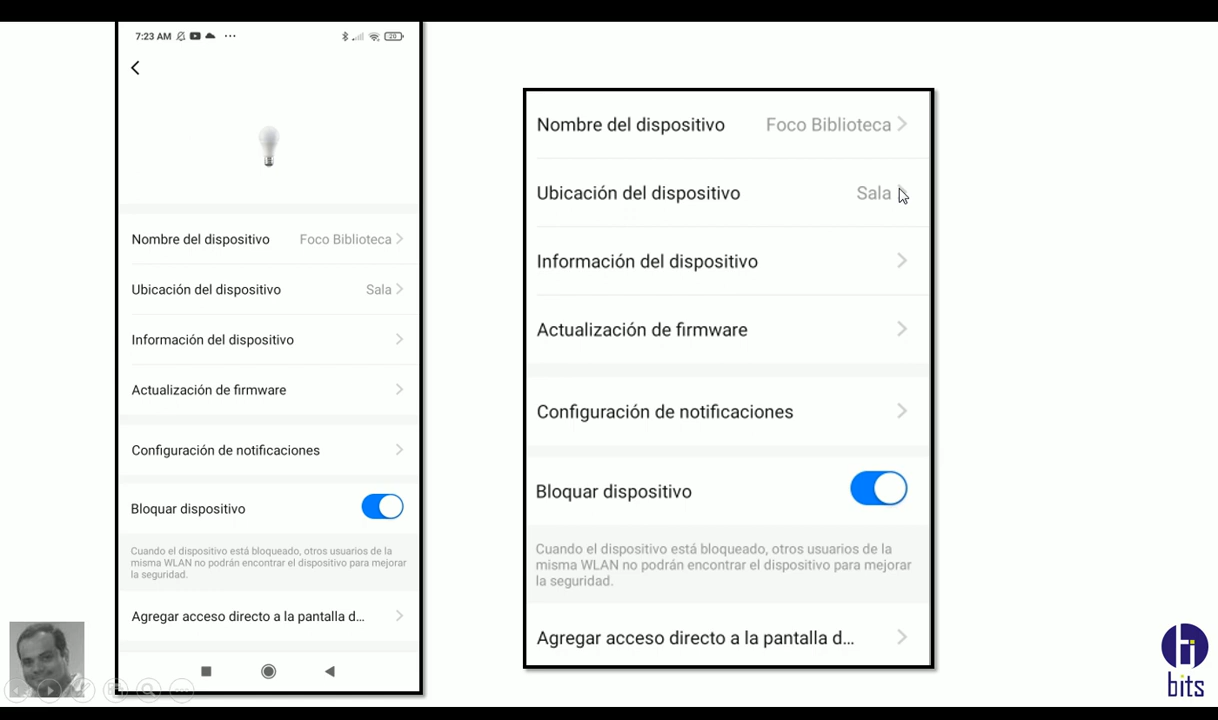 7:23 AM
20
Nombre del dispositivo Foco Biblioteca
Ubicación del dispositivo Sala
Información del dispositivo
Actualización de firmware
Configuración de notificaciones
Bloquar dispositivo
Cuando el dispositivo está bloqueado, otros usuarios de la
misma WLAN no podrán encontrar el dispositivo para mejorar
la seguridad.
Agregar acceso directo a la pantalla d...
Nombre del dispositivo Foco Biblioteca
Ubicación del dispositivo Sala
Información del dispositivo
Actualización de firmware
Configuración de notificaciones
Bloquar dispositivo
Cuando el dispositivo está bloqueado, otros usuarios de la
misma WLAN no podrán encontrar el dispositivo para mejorar
la seguridad.
Agregar acceso directo a la pantalla d...
bits